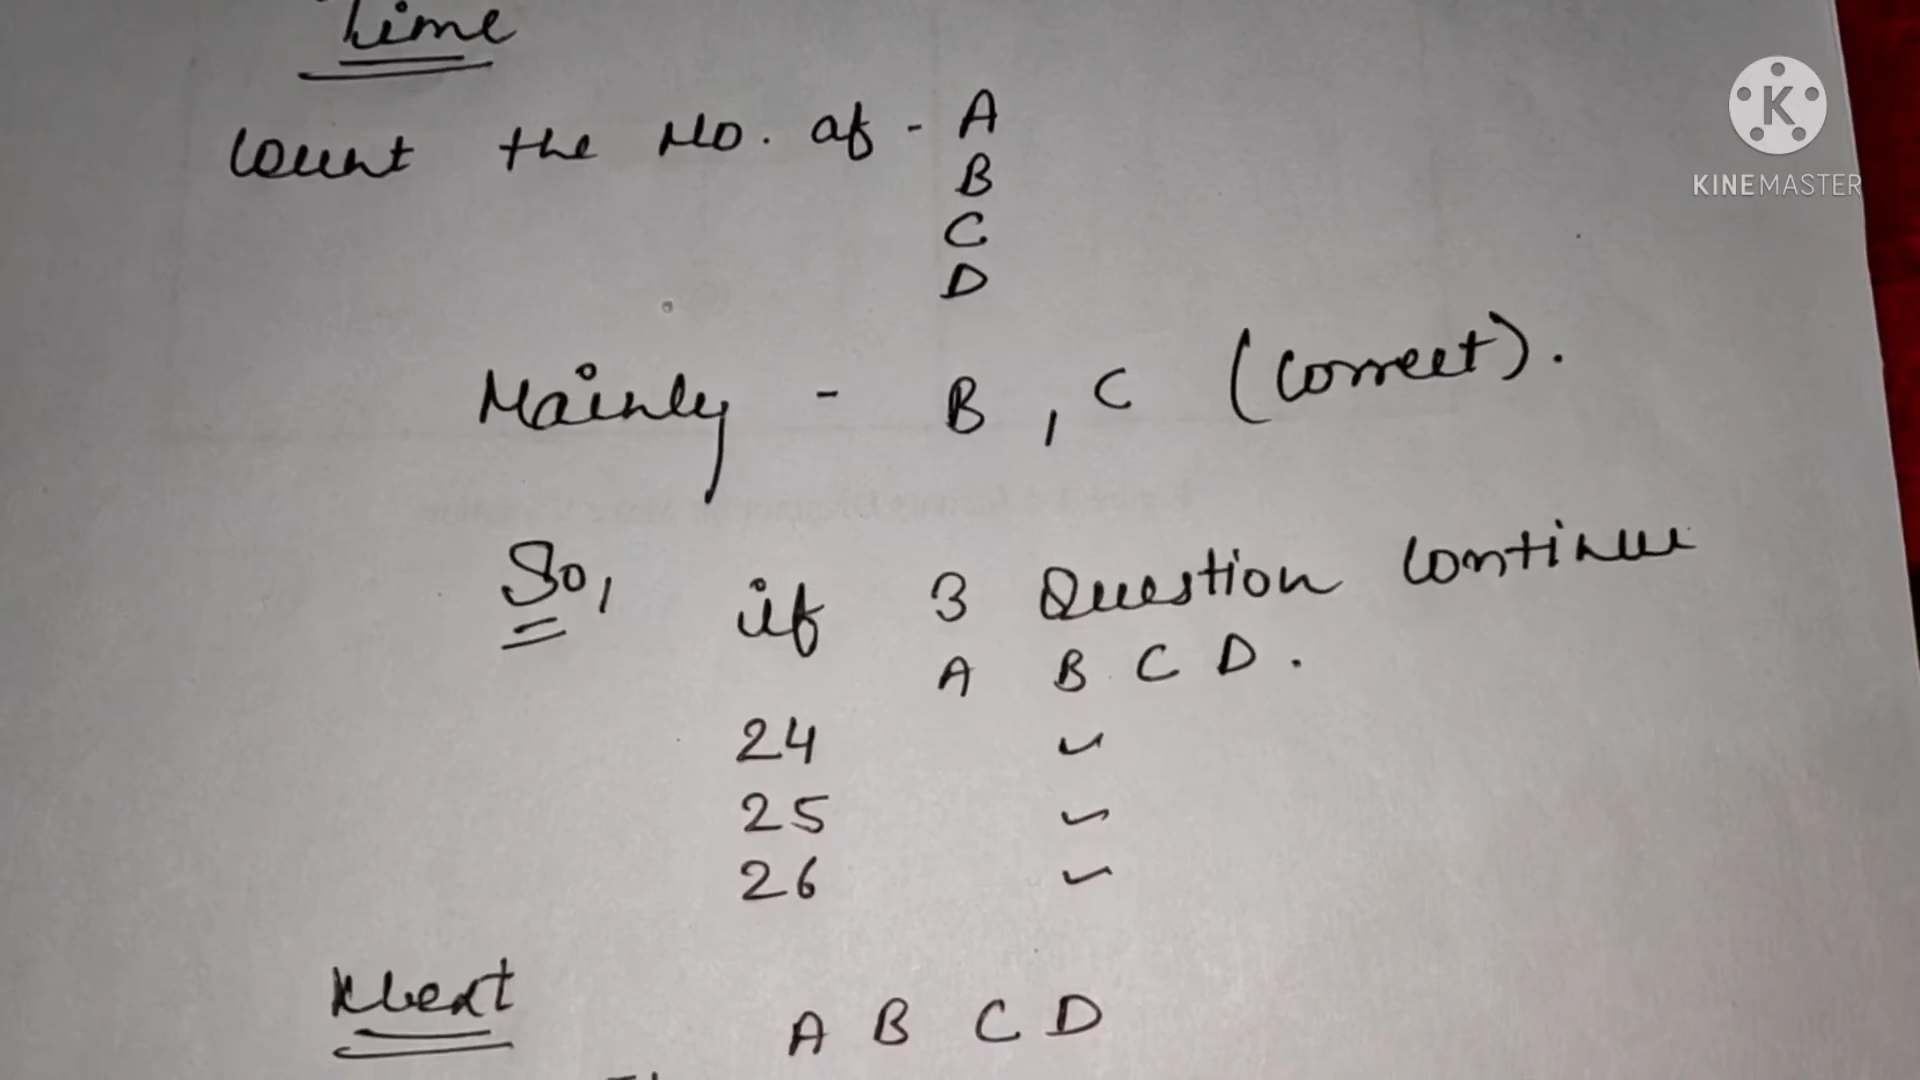 Time
Count the No. of - A
B
C
D
Mainly - B, C (Correct).
So, if 3 Question continue
A B C D.
24 ✓
25 ✓
26 ✓
Next
A B C D
K
KINEMASTER